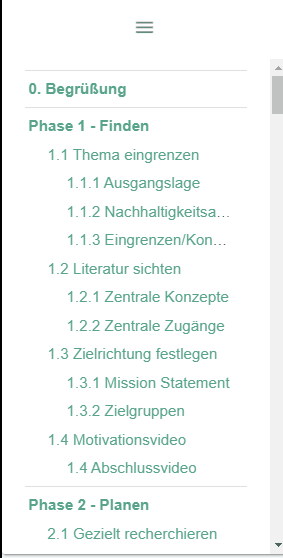 0. Begrüßung
Phase 1 - Finden
1.1 Thema eingrenzen
1.1.1 Ausgangslage
1.1.2 Nachhaltigkeitsa...
1.1.3 Eingrenzen/Kon...
1.2 Literatur sichten
1.2.1 Zentrale Konzepte
1.2.2 Zentrale Zugänge
1.3 Zielrichtung festlegen
1.3.1 Mission Statement
1.3.2 Zielgruppen
1.4 Motivationsvideo
1.4 Abschlussvideo
Phase 2 - Planen
2.1 Gezielt recherchieren